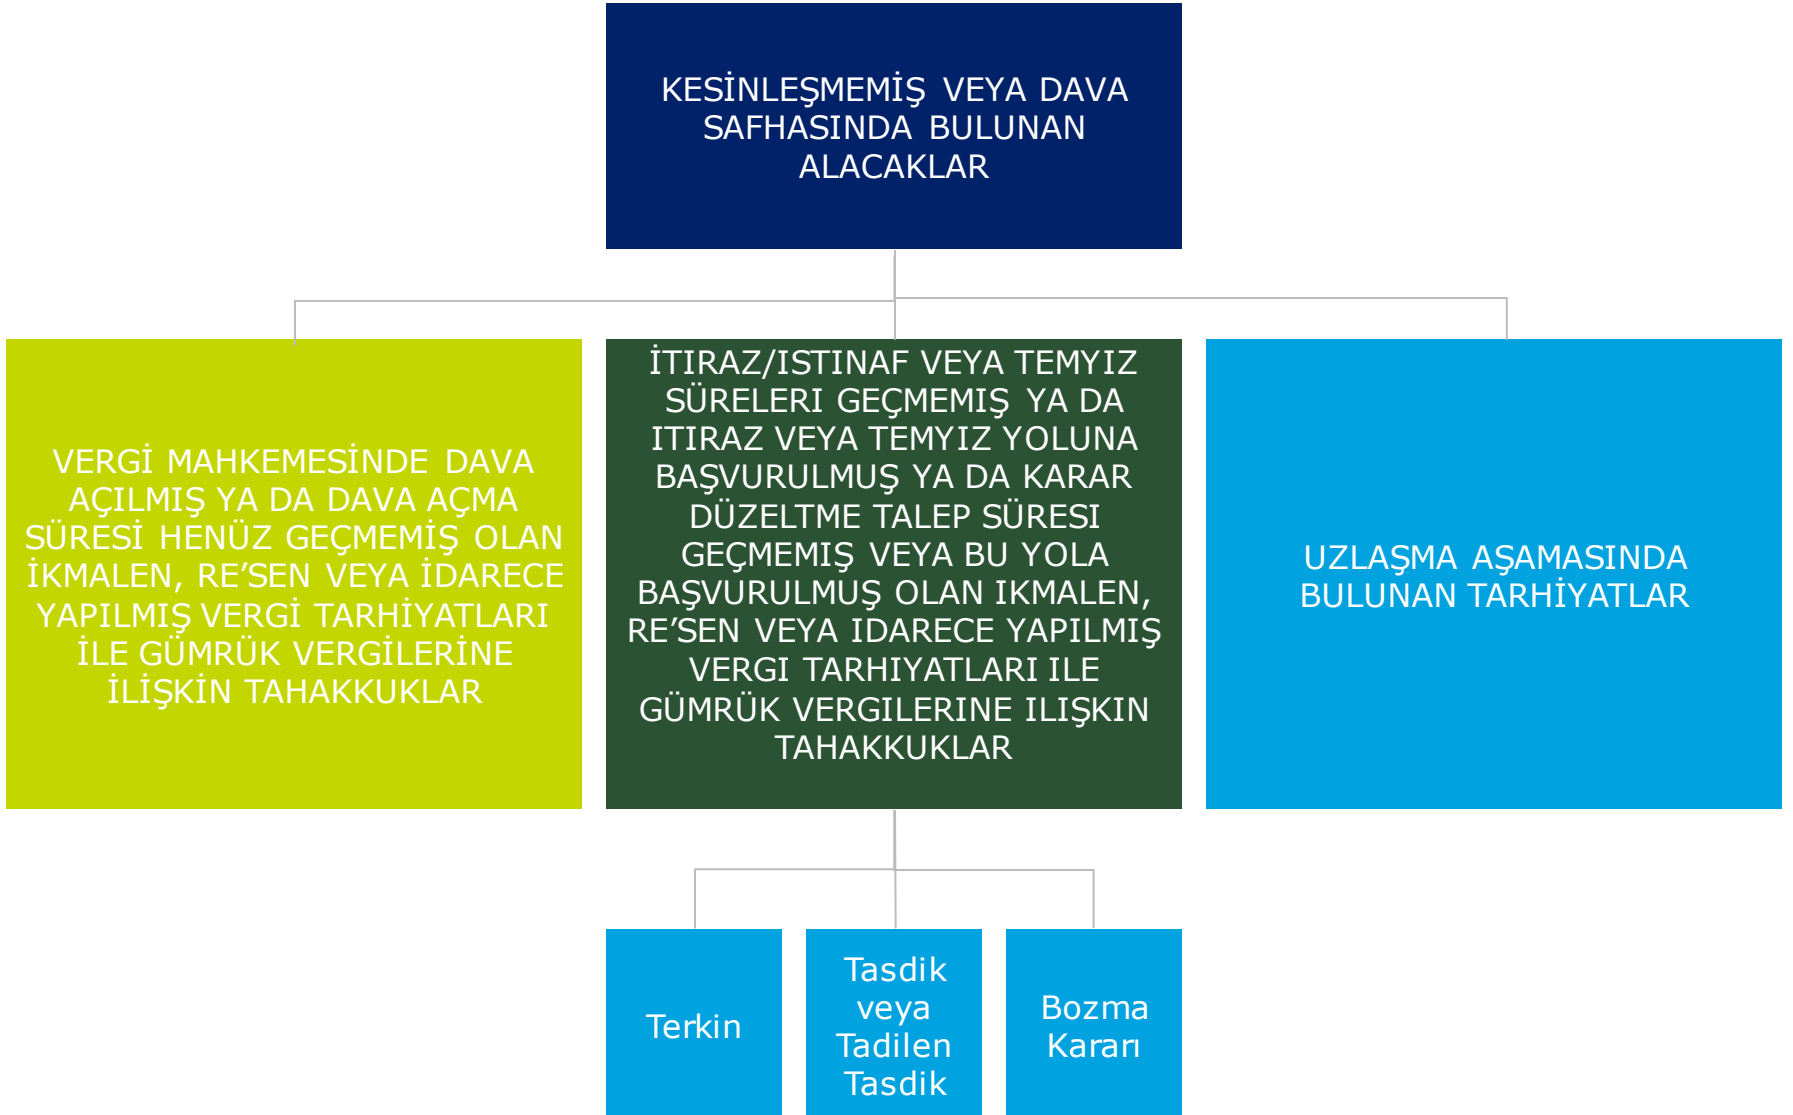 KESİNLEŞMEMİŞ VEYA DAVA
SAFHASINDA BULUNAN
ALACAKLAR
VERGİ MAHKEMESİNDE DAVA
AÇILMIŞ YA DA DAVA AÇMA
SÜRESİ HENÜZ GEÇMEMİŞ OLAN
İKMALEN, RE’SEN VEYA İDARECE
YAPILMIŞ VERGİ TARHİYATLARI
İLE GÜMRÜK VERGİLERİNE
İLİŞKİN TAHAKKUKLAR
İTIRAZ/ISTINAF VEYA TEMYIZ
SÜRELERI GEÇMEMIŞ YA DA
ITIRAZ VEYA TEMYIZ YOLUNA
BAŞVURULMUŞ YA DA KARAR
DÜZELTME TALEP SÜRESI
GEÇMEMIŞ VEYA BU YOLA
BAŞVURULMUŞ OLAN IKMALEN,
RE’SEN VEYA IDARECE YAPILMIŞ
VERGI TARHIYATLARI ILE
GÜMRÜK VERGILERINE ILIŞKIN
TAHAKKUKLAR
UZLAŞMA AŞAMASINDA
BULUNAN TARHİYATLAR
Terkin
Tasdik
veya
Tadilen
Tasdik
Bozma
Kararı